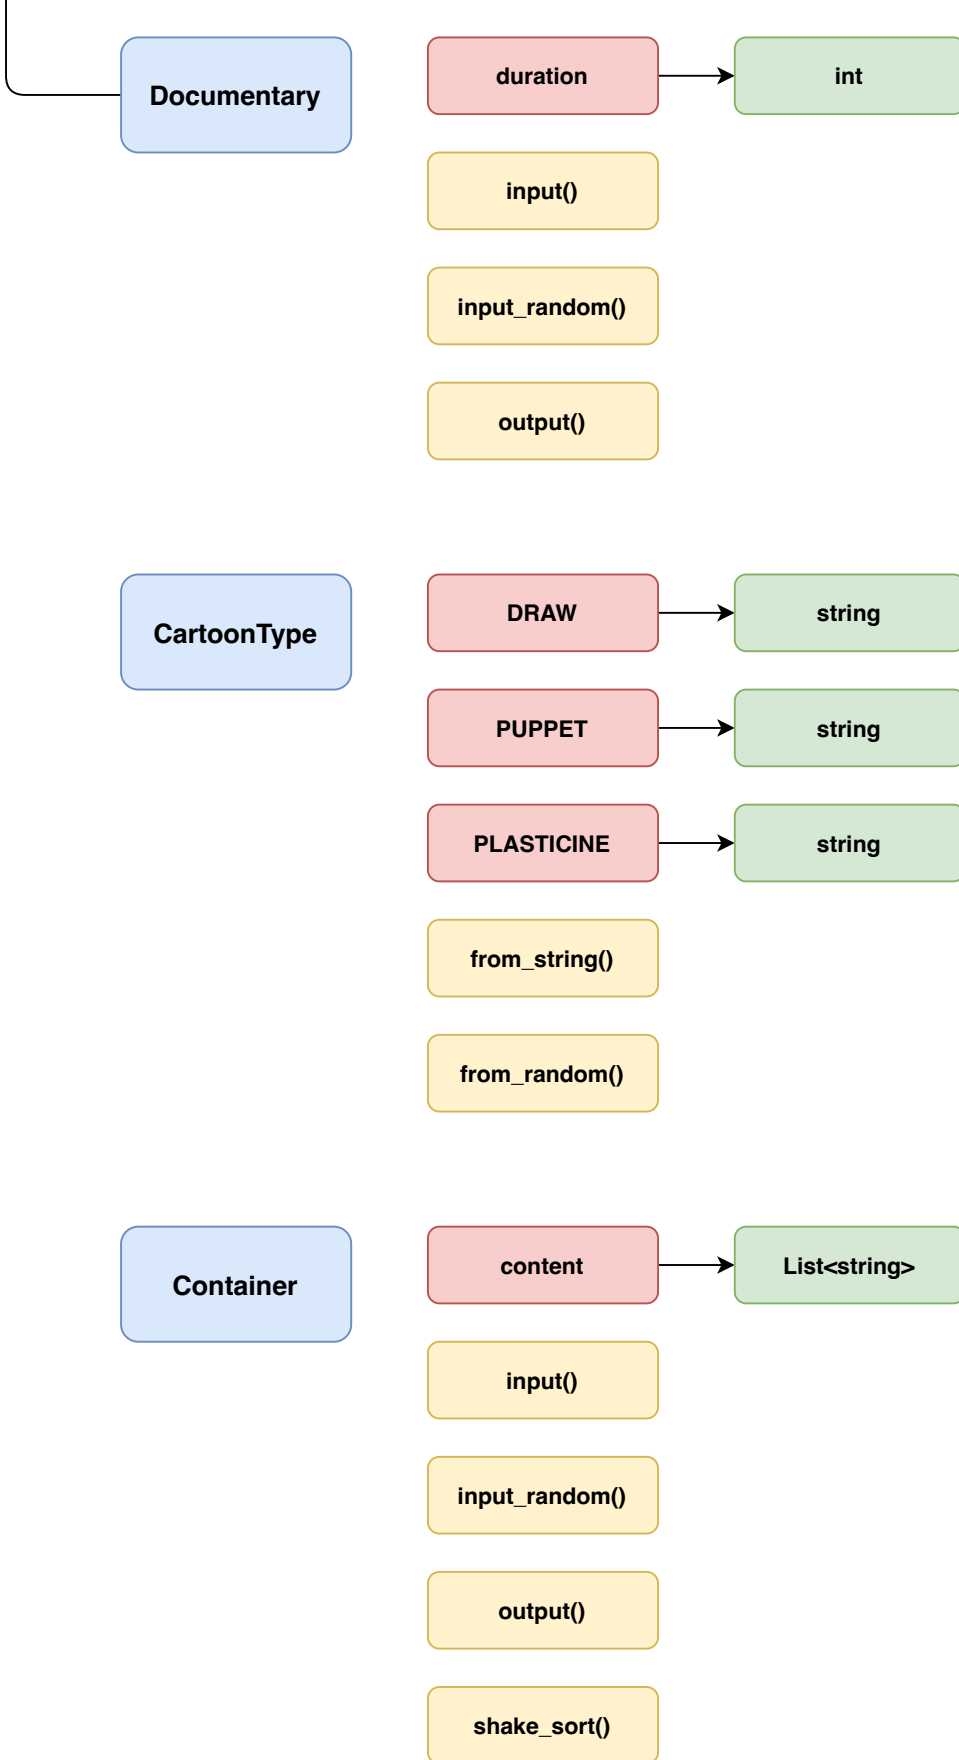 Documentary
duration
int
input()
input_random()
output()
CartoonType
DRAW
string
PUPPET
string
PLASTICINE
string
from_string()
from_random()
Container
content
List<string>
input()
input_random()
output()
shake_sort()